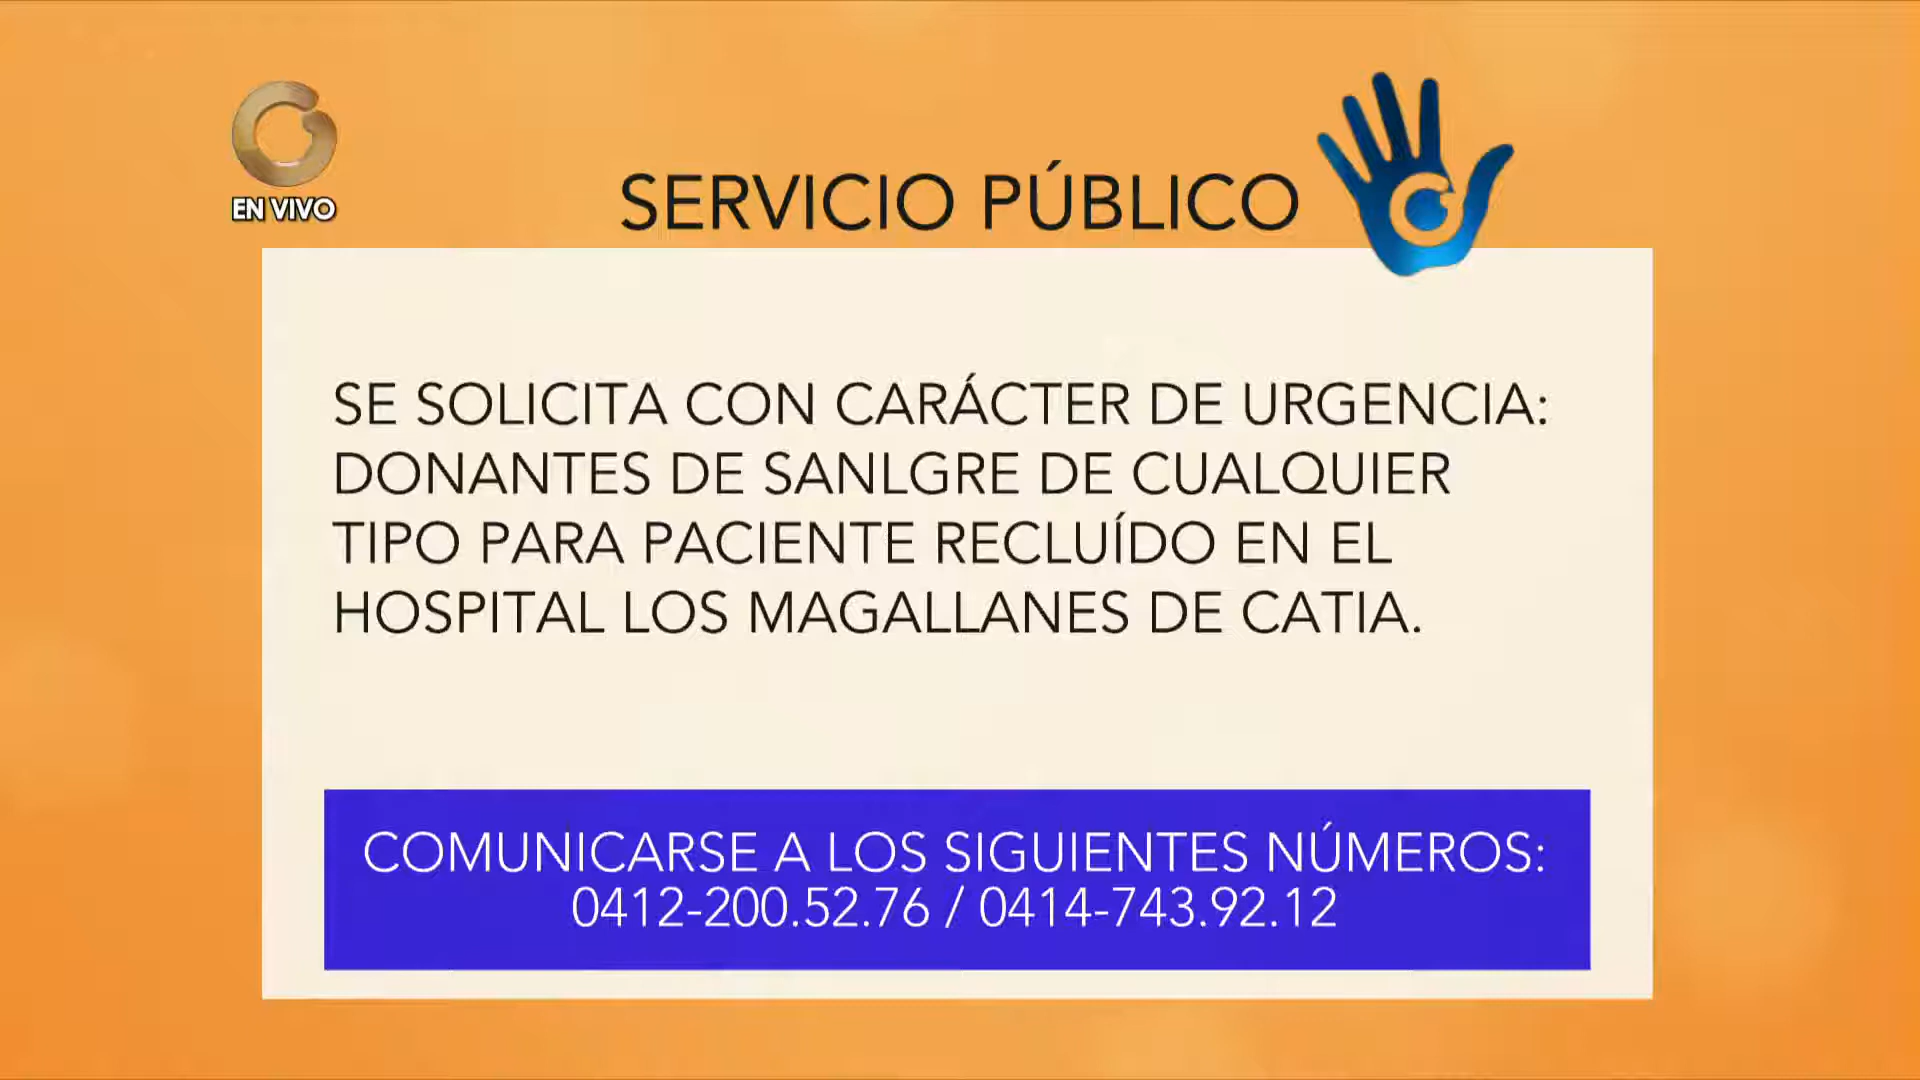 EN VIVO
SERVICIO PÚBLICO
SE SOLICITA CON CARÁCTER DE URGENCIA:
DONANTES DE SANLGRE DE CUALQUIER
TIPO PARA PACIENTE RECLUÍDO EN EL
HOSPITAL LOS MAGALLANES DE CATIA.
COMUNICARSE A LOS SIGUIENTES NÚMEROS:
0412-200.52.76 / 0414-743.92.12